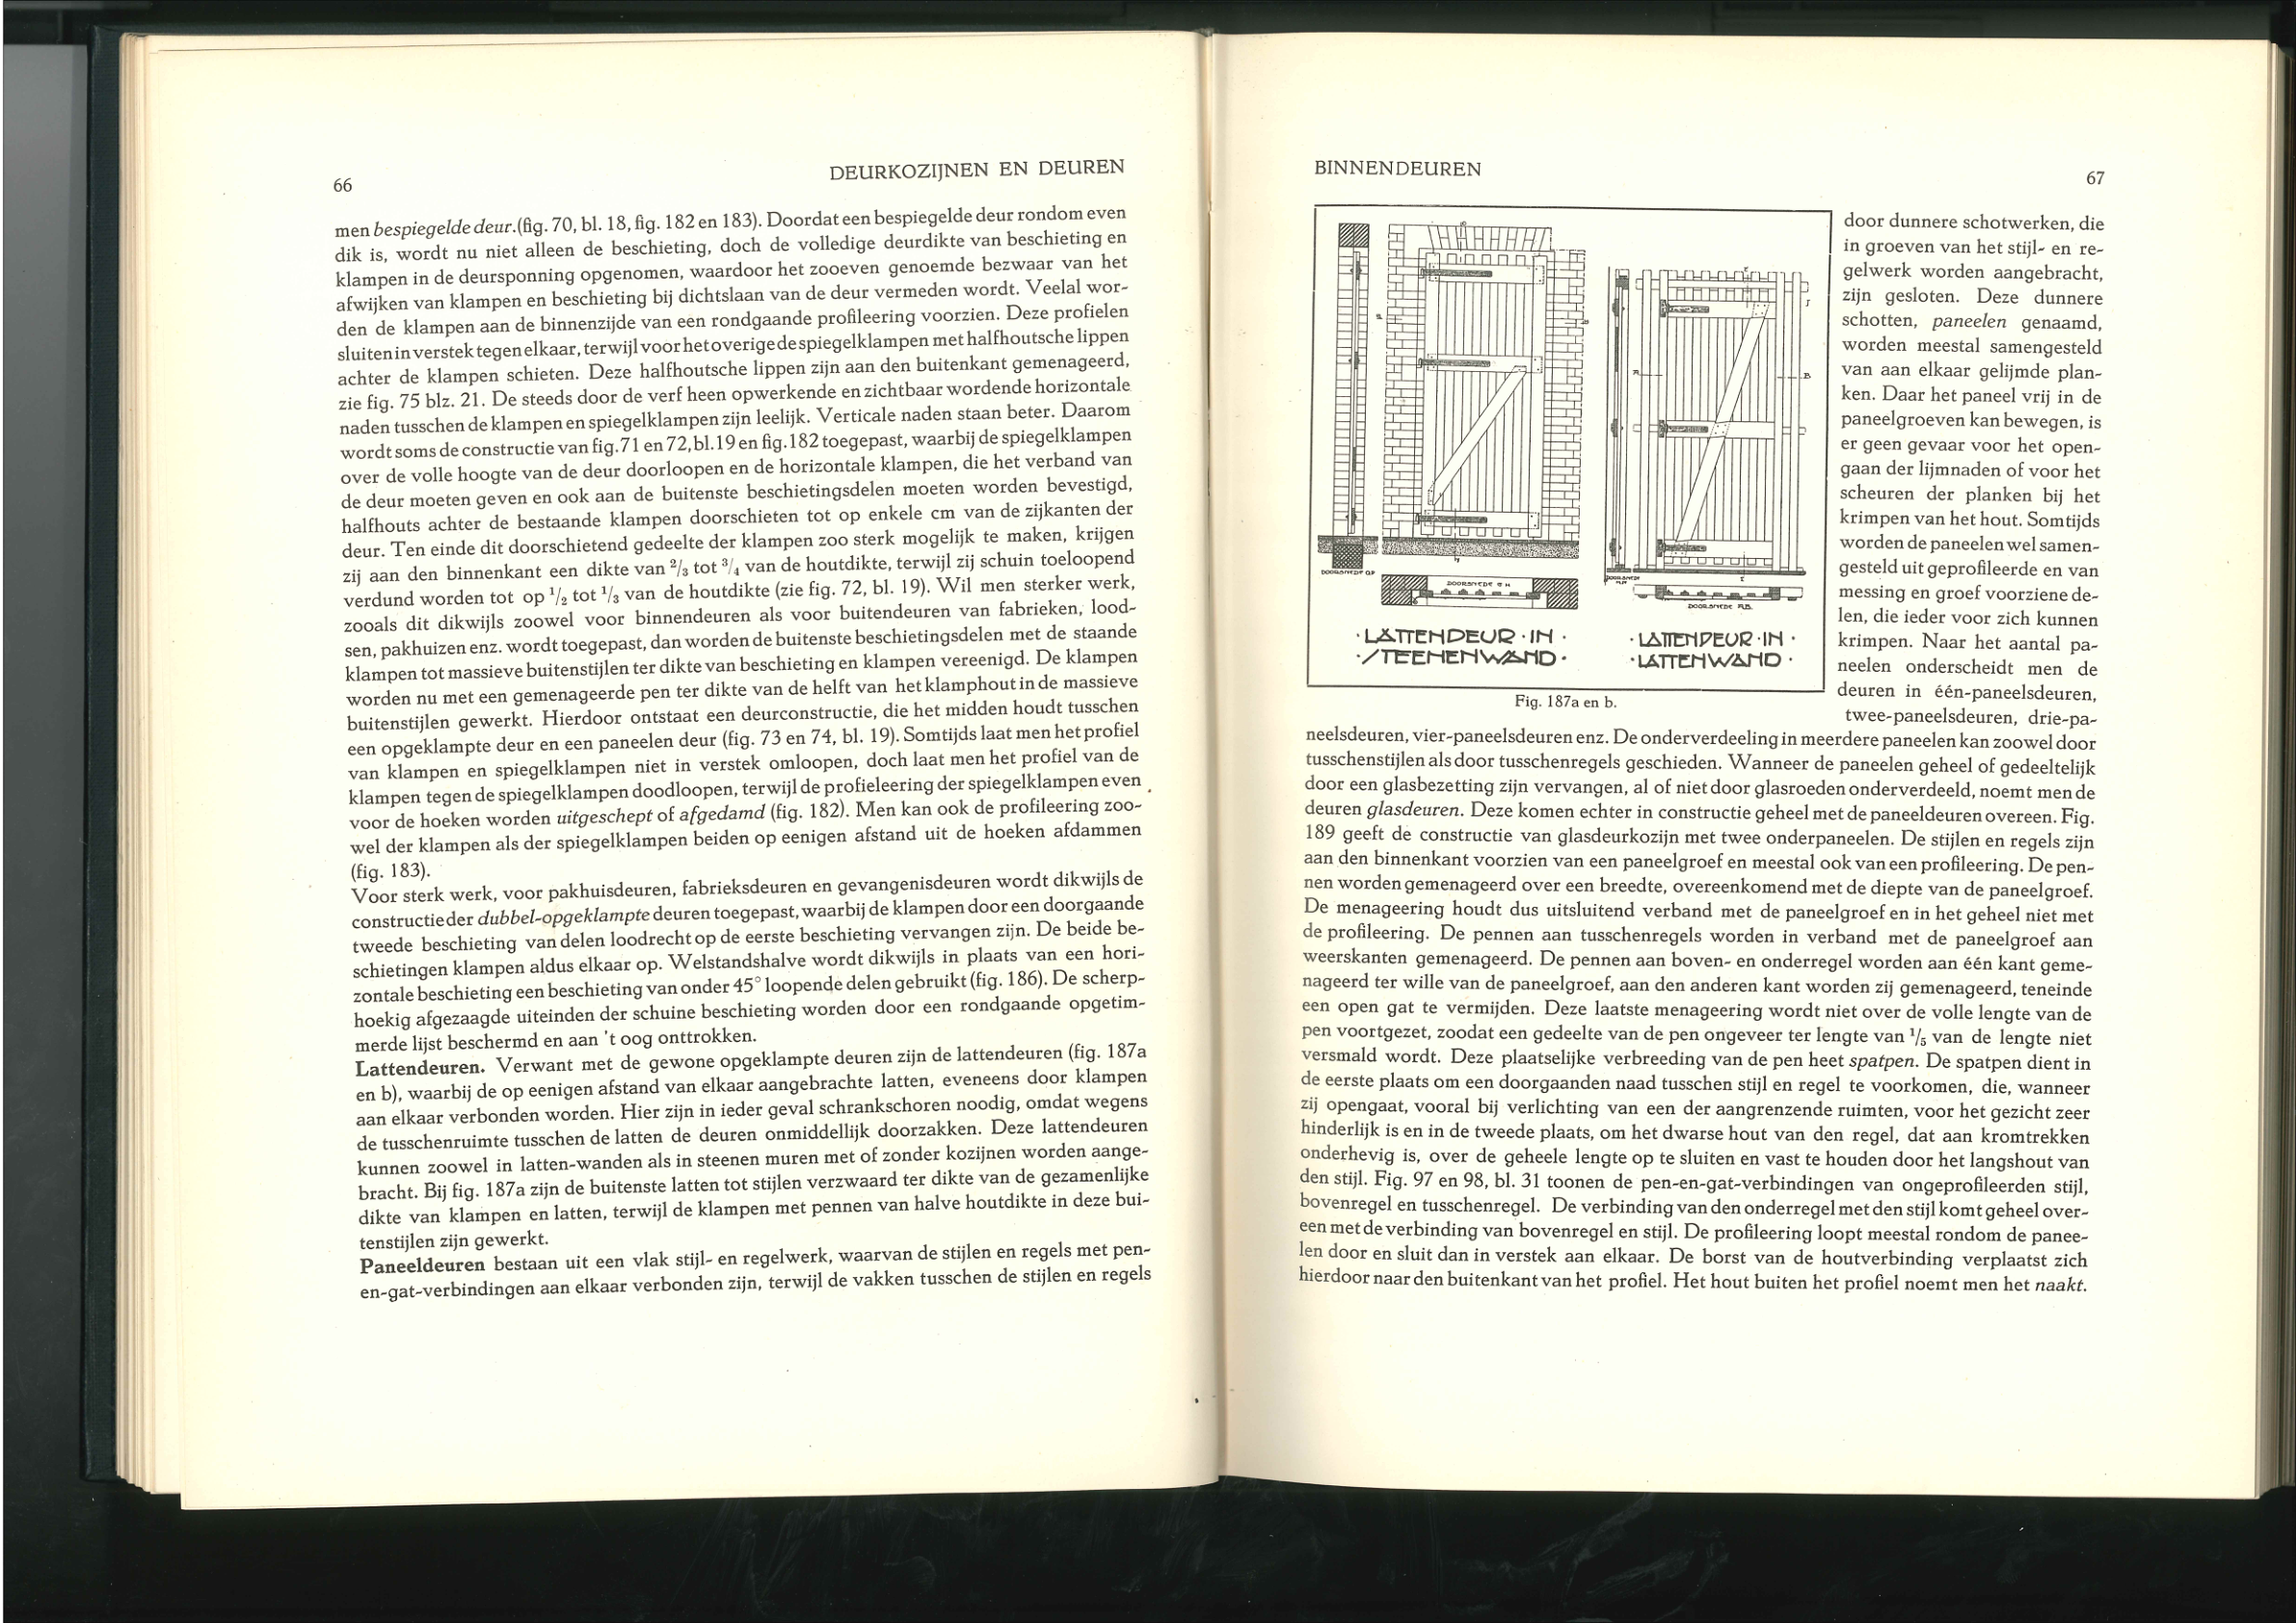 66
DEURKOZIJNEN EN DEUREN
men bespiegelde deur.(fig. 70, bl. 18, fig. 182 en 183). Doordat een bespiegelde deur rondom even
dik is, wordt nu niet alleen de beschieting, doch de volledige deurdikte van beschieting en
klampen in de deursponning opgenomen, waardoor het zooeven genoemde bezwaar van het
afwijken van klampen en beschieting bij dichtslaan van de deur vermeden wordt. Veelal wor-
den de klampen aan de binnenzijde van een rondgaande profileering voorzien. Deze profielen
sluiten in verstek tegen elkaar, terwijl voor het overige de spiegelklampen met halfhoutsche lippen
achter de klampen schieten. Deze halfhoutsche lippen zijn aan den buitenkant gemenageerd,
zie fig. 75 blz. 21. De steeds door de verf heen opwerkende en zichtbaar wordende horizontale
naden tusschen de klampen en spiegelklampen zijn leelijk. Verticale naden staan beter. Daarom
wordt soms de constructie van fig. 71 en 72, bl. 19 en fig. 182 toegepast, waarbij de spiegelklampen
over de volle hoogte van de deur doorloopen en de horizontale klampen, die het verband van
de deur moeten geven en ook aan de buitenste beschietingsdelen moeten worden bevestigd,
halfhouts achter de bestaande klampen doorschieten tot op enkele cm van de zijkanten der
deur. Ten einde dit doorschietend gedeelte der klampen zoo sterk mogelijk te maken, krijgen
zij aan den binnenkant een dikte van 2/3 tot 3/4 van de houtdikte, terwijl zij schuin toeloopend
verdund worden tot op 1/2 tot 1/3 van de houtdikte (zie fig. 72, bl. 19). Wil men sterker werk,
zooals dit dikwijls zoowel voor binnendeuren als voor buitendeuren van fabrieken, lood-
sen, pakhuizen enz. wordt toegepast, dan worden de buitenste beschietingsdelen met de staande
klampen tot massieve buitenstijlen ter dikte van beschieting en klampen vereenigd. De klampen
worden nu met een gemenageerde pen ter dikte van de helft van het klamphout in de massieve
buitenstijlen gewerkt. Hierdoor ontstaat een deurconstructie, die het midden houdt tusschen
een opgeklampte deur en een paneelen deur (fig. 73 en 74, bl. 19). Somtijds laat men het profiel
van klampen en spiegelklampen niet in verstek omloopen, doch laat men het profiel van de
klampen tegen de spiegelklampen doodloopen, terwijl de profieleering der spiegelklampen even
voor de hoeken worden uitgeschept of afgedamd (fig. 182). Men kan ook de profileering zoo-
wel der klampen als der spiegelklampen beiden op eenigen afstand uit de hoeken afdammen
(fig. 183).
Voor sterk werk, voor pakhuisdeuren, fabrieksdeuren en gevangenisdeuren wordt dikwijls de
constructie der dubbel-opgeklampte deuren toegepast, waarbij de klampen door een doorgaande
tweede beschieting van delen loodrecht op de eerste beschieting vervangen zijn. De beide be-
schietingen klampen aldus elkaar op. Welstandshalve wordt dikwijls in plaats van een hori-
zontale beschieting een beschieting van onder 45° loopende delen gebruikt (fig. 186). De scherp-
hoekig afgezaagde uiteinden der schuine beschieting worden door een rondgaande opgetim-
merde lijst beschermd en aan 't oog onttrokken.
Lattendeuren. Verwant met de gewone opgeklampte deuren zijn de lattendeuren (fig. 187a
en b), waarbij de op eenigen afstand van elkaar aangebrachte latten, eveneens door klampen
aan elkaar verbonden worden. Hier zijn in ieder geval schrankschoren noodig, omdat wegens
de tusschenruimte tusschen de latten de deuren onmiddellijk doorzakken. Deze lattendeuren
kunnen zoowel in latten-wanden als in steenen muren met of zonder kozijnen worden aange-
bracht. Bij fig. 187a zijn de buitenste latten tot stijlen verzwaard ter dikte van de gezamenlijke
dikte van klampen en latten, terwijl de klampen met pennen van halve houtdikte in deze bui-
tenstijlen zijn gewerkt.
Paneeldeuren bestaan uit een vlak stijl- en regelwerk, waarvan de stijlen en regels met pen-
en-gat-verbindingen aan elkaar verbonden zijn, terwijl de vakken tusschen de stijlen en regels
BINNENDEUREN
67
DOORSNEDE G H
DOORSNEDE A.B.
· LATTENDEUR · IN ·
· STEENENWAND ·
· LATTENDEUR · IN ·
· LATTENWAND ·
Fig. 187a en b.
door dunnere schotwerken, die
in groeven van het stijl- en re-
gelwerk worden aangebracht,
zijn gesloten. Deze dunnere
schotten, paneelen genaamd,
worden meestal samengesteld
van aan elkaar gelijmde plan-
ken. Daar het paneel vrij in de
paneelgroeven kan bewegen, is
er geen gevaar voor het open-
gaan der lijmnaden of voor het
scheuren der planken bij het
krimpen van het hout. Somtijds
worden de paneelen wel samen-
gesteld uit geprofileerde en van
messing en groef voorziene de-
len, die ieder voor zich kunnen
krimpen. Naar het aantal pa-
neelen onderscheidt men de
deuren in één-paneelsdeuren,
twee-paneelsdeuren, drie-pa-
neelsdeuren, vier-paneelsdeuren enz. De onderverdeeling in meerdere paneelen kan zoowel door
tusschenstijlen als door tusschenregels geschieden. Wanneer de paneelen geheel of gedeeltelijk
door een glasbezetting zijn vervangen, al of niet door glasroeden onderverdeeld, noemt men de
deuren glasdeuren. Deze komen echter in constructie geheel met de paneeldeuren overeen. Fig.
189 geeft de constructie van glasdeurkozijn met twee onderpaneelen. De stijlen en regels zijn
aan den binnenkant voorzien van een paneelgroef en meestal ook van een profileering. De pen-
nen worden gemenageerd over een breedte, overeenkomend met de diepte van de paneelgroef.
De menageering houdt dus uitsluitend verband met de paneelgroef en in het geheel niet met
de profileering. De pennen aan tusschenregels worden in verband met de paneelgroef aan
weerskanten gemenageerd. De pennen aan boven- en onderregel worden aan één kant geme-
nageerd ter wille van de paneelgroef, aan den anderen kant worden zij gemenageerd, teneinde
een open gat te vermijden. Deze laatste menageering wordt niet over de volle lengte van de
pen voortgezet, zoodat een gedeelte van de pen ongeveer ter lengte van 1/5 van de lengte niet
versmald wordt. Deze plaatselijke verbreeding van de pen heet spatpen. De spatpen dient in
de eerste plaats om een doorgaanden naad tusschen stijl en regel te voorkomen, die, wanneer
zij opengaat, vooral bij verlichting van een der aangrenzende ruimten, voor het gezicht zeer
hinderlijk is en in de tweede plaats, om het dwarse hout van den regel, dat aan kromtrekken
onderhevig is, over de geheele lengte op te sluiten en vast te houden door het langshout van
den stijl. Fig. 97 en 98, bl. 31 toonen de pen-en-gat-verbindingen van ongeprofileerden stijl,
bovenregel en tusschenregel. De verbinding van den onderregel met den stijl komt geheel over-
een met de verbinding van bovenregel en stijl. De profileering loopt meestal rondom de panee-
len door en sluit dan in verstek aan elkaar. De borst van de houtverbinding verplaatst zich
hierdoor naar den buitenkant van het profiel. Het hout buiten het profiel noemt men het naakt.